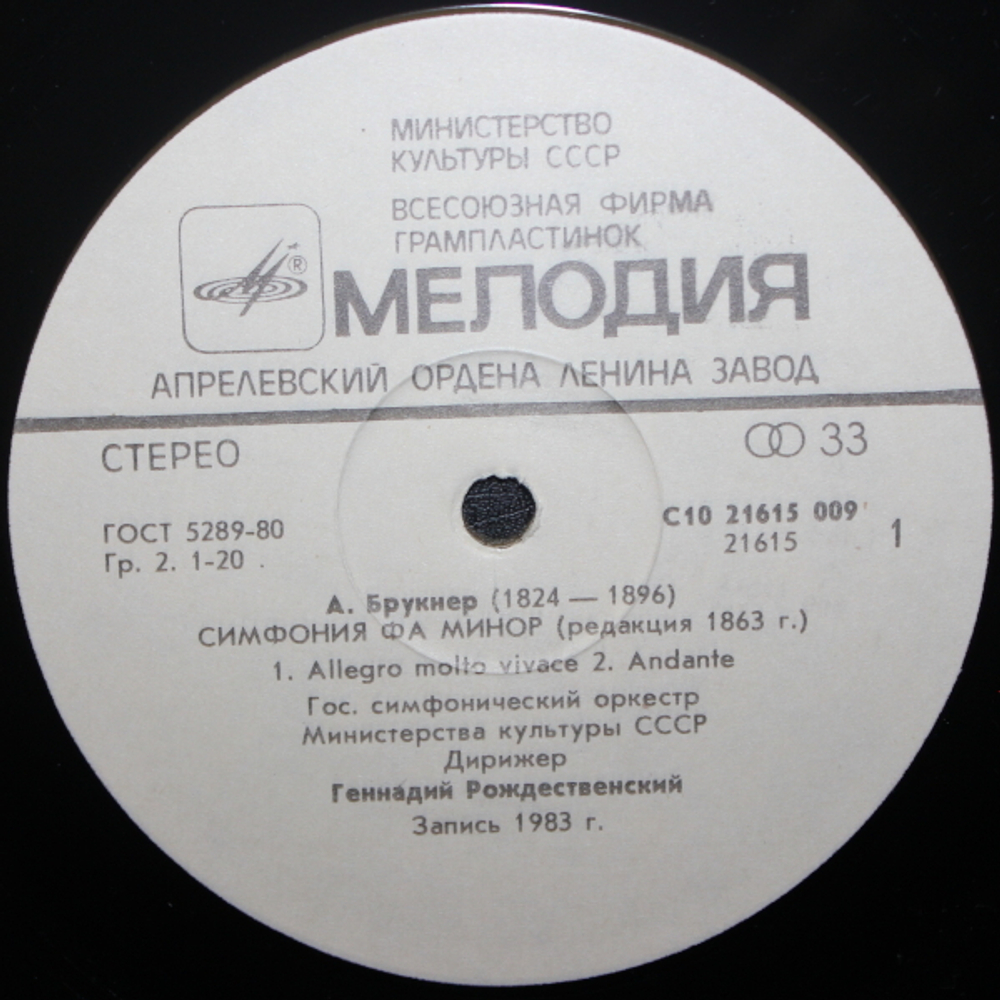 МИНИСТЕРСТВО
КУЛЬТУРЫ СССР
ВСЕСОЮЗНАЯ ФИРМА
ГРАМПЛАСТИНОК
®
МЕЛОДИЯ
АПРЕЛЕВСКИЙ ОРДЕНА ЛЕНИНА ЗАВОД
СТЕРЕО
33
ГОСТ 5289-80
Гр. 2. 1-20
С10 21615 009
21615
1
А. Брукнер (1824 — 1896)
СИМФОНИЯ ФА МИНОР (редакция 1863 г.)
1. Allegro molto vivace 2. Andante
Гос. симфонический оркестр
Министерства культуры СССР
Дирижер
Геннадий Рождественский
Запись 1983 г.